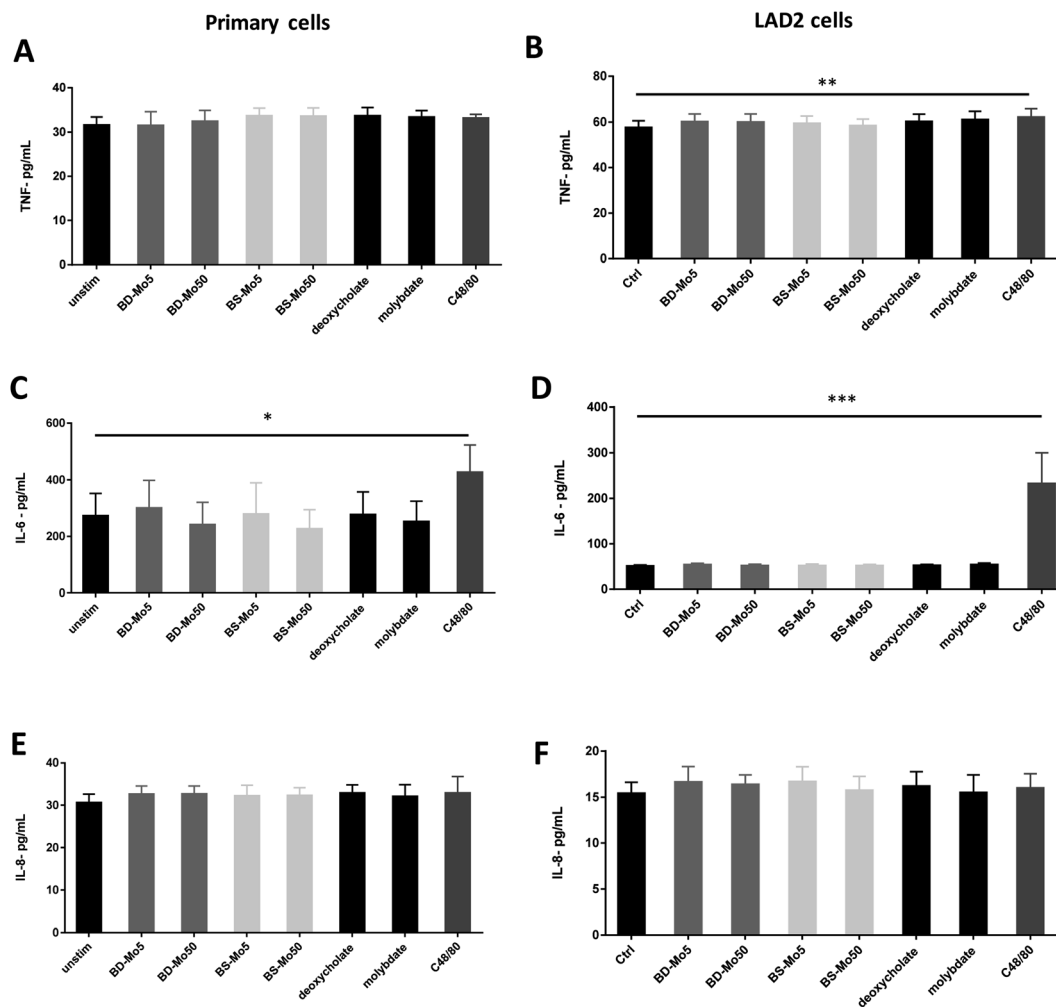 Primary cells
LAD2 cells
A
TNF- pg/mL
40
30
20
10
0
unstim
BD-Mo5
BD-Mo50
BS-Mo5
BS-Mo50
deoxycholate
molybdate
C48/80
B
**
TNF- pg/mL
80
60
40
20
0
Ctrl
BD-Mo5
BD-Mo50
BS-Mo5
BS-Mo50
deoxycholate
molybdate
C48/80
C
*
IL-6 - pg/mL
600
400
200
0
unstim
BD-Mo5
BD-Mo50
BS-Mo5
BS-Mo50
deoxycholate
molybdate
C48/80
D
***
IL-6 - pg/mL
400
300
200
100
0
Ctrl
BD-Mo5
BD-Mo50
BS-Mo5
BS-Mo50
deoxycholate
molybdate
C48/80
E
IL-8- pg/mL
40
30
20
10
0
unstim
BD-Mo5
BD-Mo50
BS-Mo5
BS-Mo50
deoxycholate
molybdate
C48/80
F
IL-8- pg/mL
20
15
10
5
0
Ctrl
BD-Mo5
BD-Mo50
BS-Mo5
BS-Mo50
deoxycholate
molybdate
C48/80